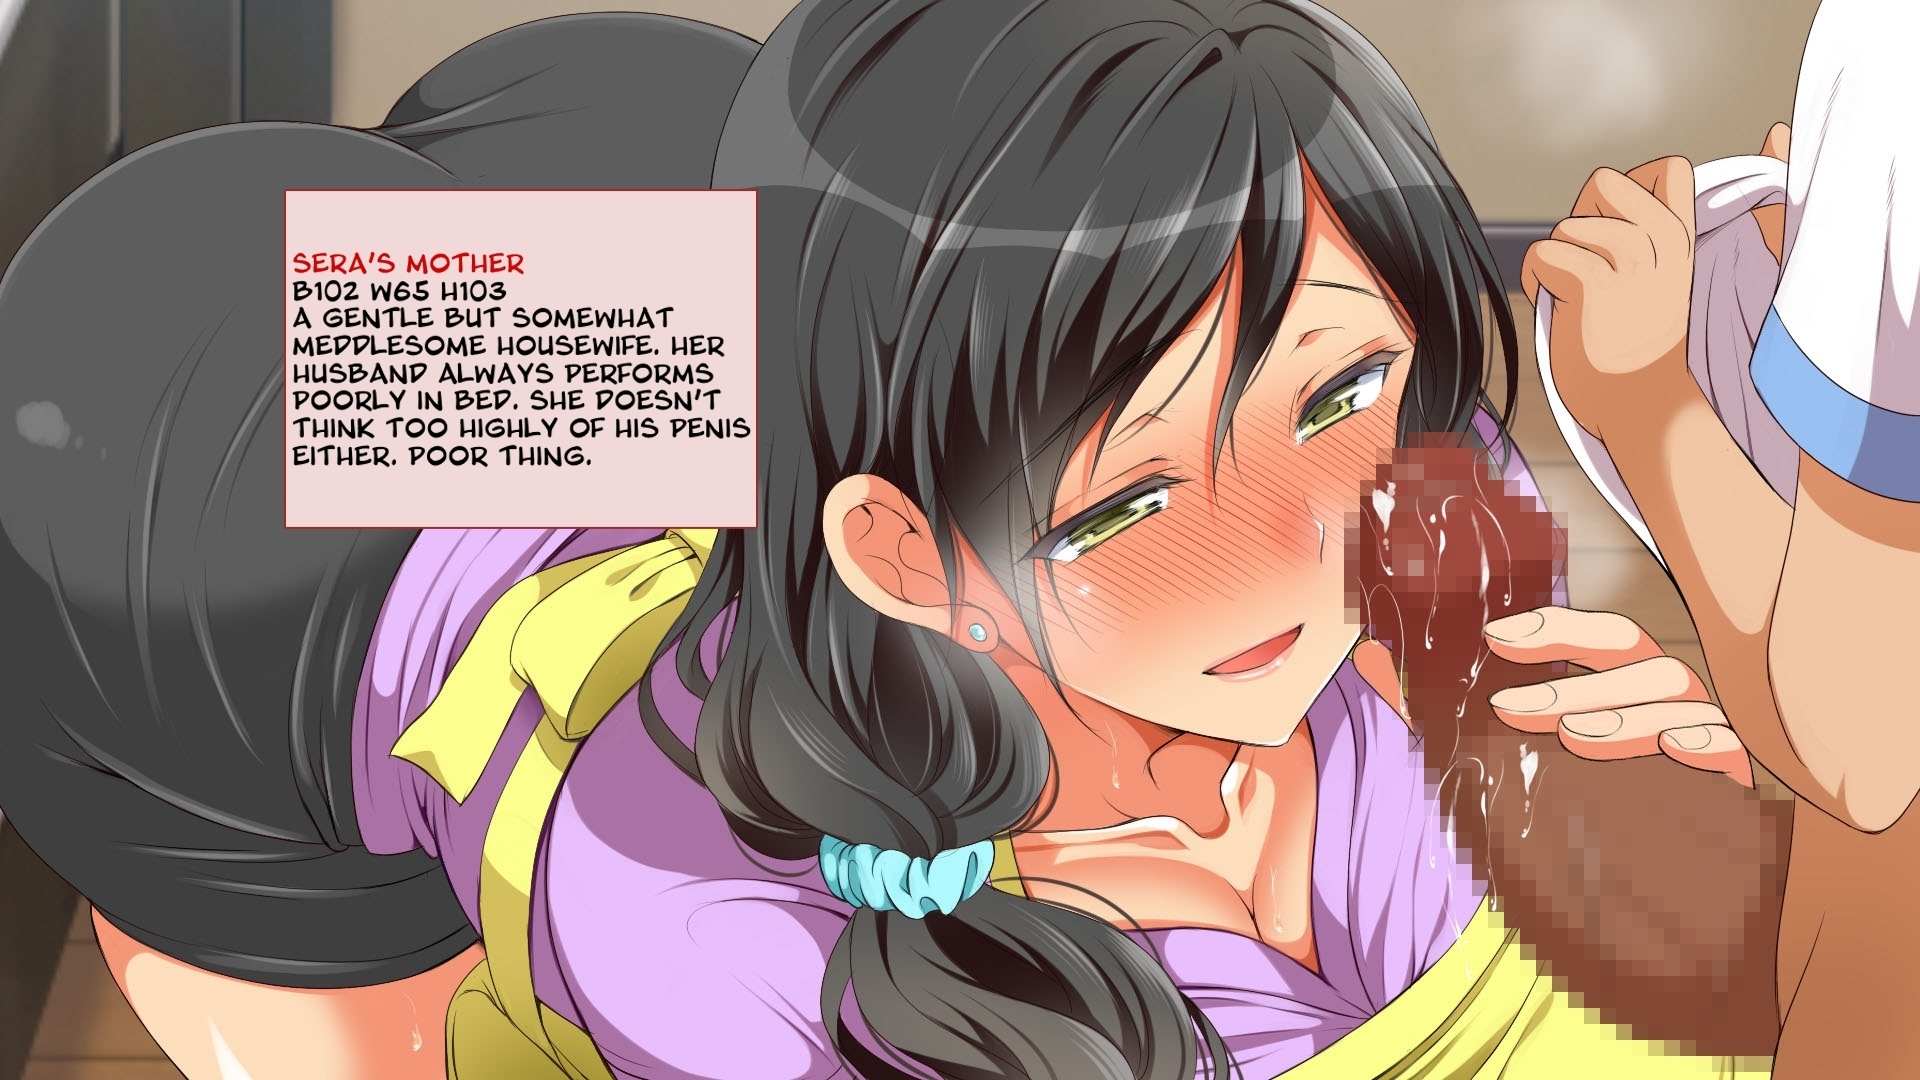 SERA'S MOTHER
B102 W65 H103
A GENTLE BUT SOMEWHAT
MEDDLESOME HOUSEWIFE. HER
HUSBAND ALWAYS PERFORMS
POORLY IN BED. SHE DOESN'T
THINK TOO HIGHLY OF HIS PENIS
EITHER. POOR THING.